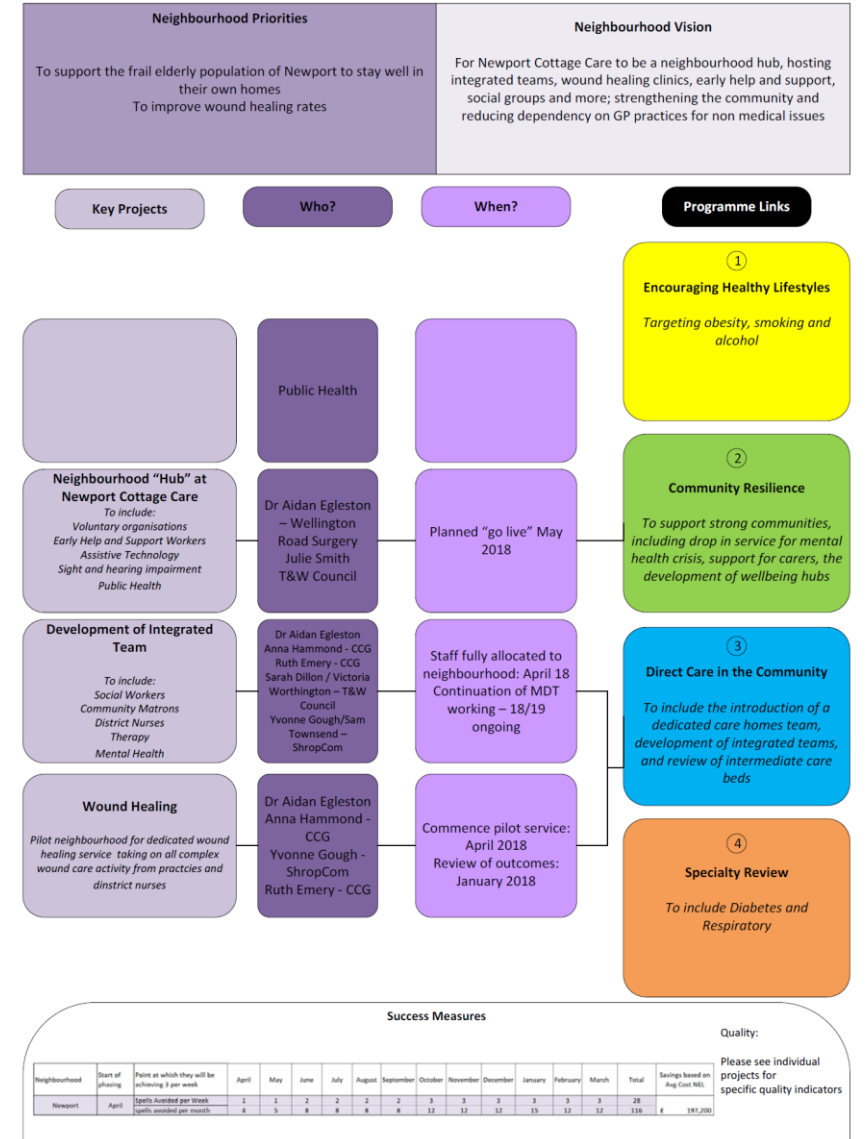 Neighbourhood Priorities
To support the frail elderly population of Newport to stay well in
their own homes
To improve wound healing rates
Neighbourhood Vision
For Newport Cottage Care to be a neighbourhood hub, hosting
integrated teams, wound healing clinics, early help and support,
social groups and more; strengthening the community and
reducing dependency on GP practices for non medical issues
Key Projects
Who?
When?
Programme Links
Public Health
1
Encouraging Healthy Lifestyles
Targeting obesity, smoking and
alcohol
Neighbourhood “Hub” at
Newport Cottage Care
To include:
Voluntary organisations
Early Help and Support Workers
Assistive Technology
Sight and hearing impairment
Public Health
Dr Aidan Egleston
– Wellington
Road Surgery
Julie Smith
T&W Council
Planned “go live” May
2018
2
Community Resilience
To support strong communities,
including drop in service for mental
health crisis, support for carers, the
development of wellbeing hubs
Development of Integrated
Team
To include:
Social Workers
Community Matrons
District Nurses
Therapy
Mental Health
Dr Aidan Egleston
Anna Hammond - CCG
Ruth Emery - CCG
Sarah Dillon / Victoria
Worthington – T&W
Council
Yvonne Gough/Sam
Townsend –
ShropCom
Staff fully allocated to
neighbourhood: April 18
Continuation of MDT
working – 18/19
ongoing
3
Direct Care in the Community
To include the introduction of a
dedicated care homes team,
development of integrated teams,
and review of intermediate care
beds
Wound Healing
Pilot neighbourhood for dedicated wound
healing service taking on all complex
wound care activity from practcies and
dinstrict nurses
Dr Aidan Egleston
Anna Hammond -
CCG
Yvonne Gough -
ShropCom
Ruth Emery - CCG
Commence pilot service:
April 2018
Review of outcomes:
January 2018
4
Specialty Review
To include Diabetes and
Respiratory
Success Measures
Neighbourhood Start of phasing Point at which they will be achieving 3 per week April May June July August September October November December January February March Total Savings based on Avg Cost NEL
Newport April Spells Avoided per Week 1 1 2 2 2 2 3 3 3 3 3 3 28
spells avoided per month 4 5 8 8 8 8 12 12 12 15 12 12 116 £ 197,200
Quality:
Please see individual
projects for
specific quality indicators